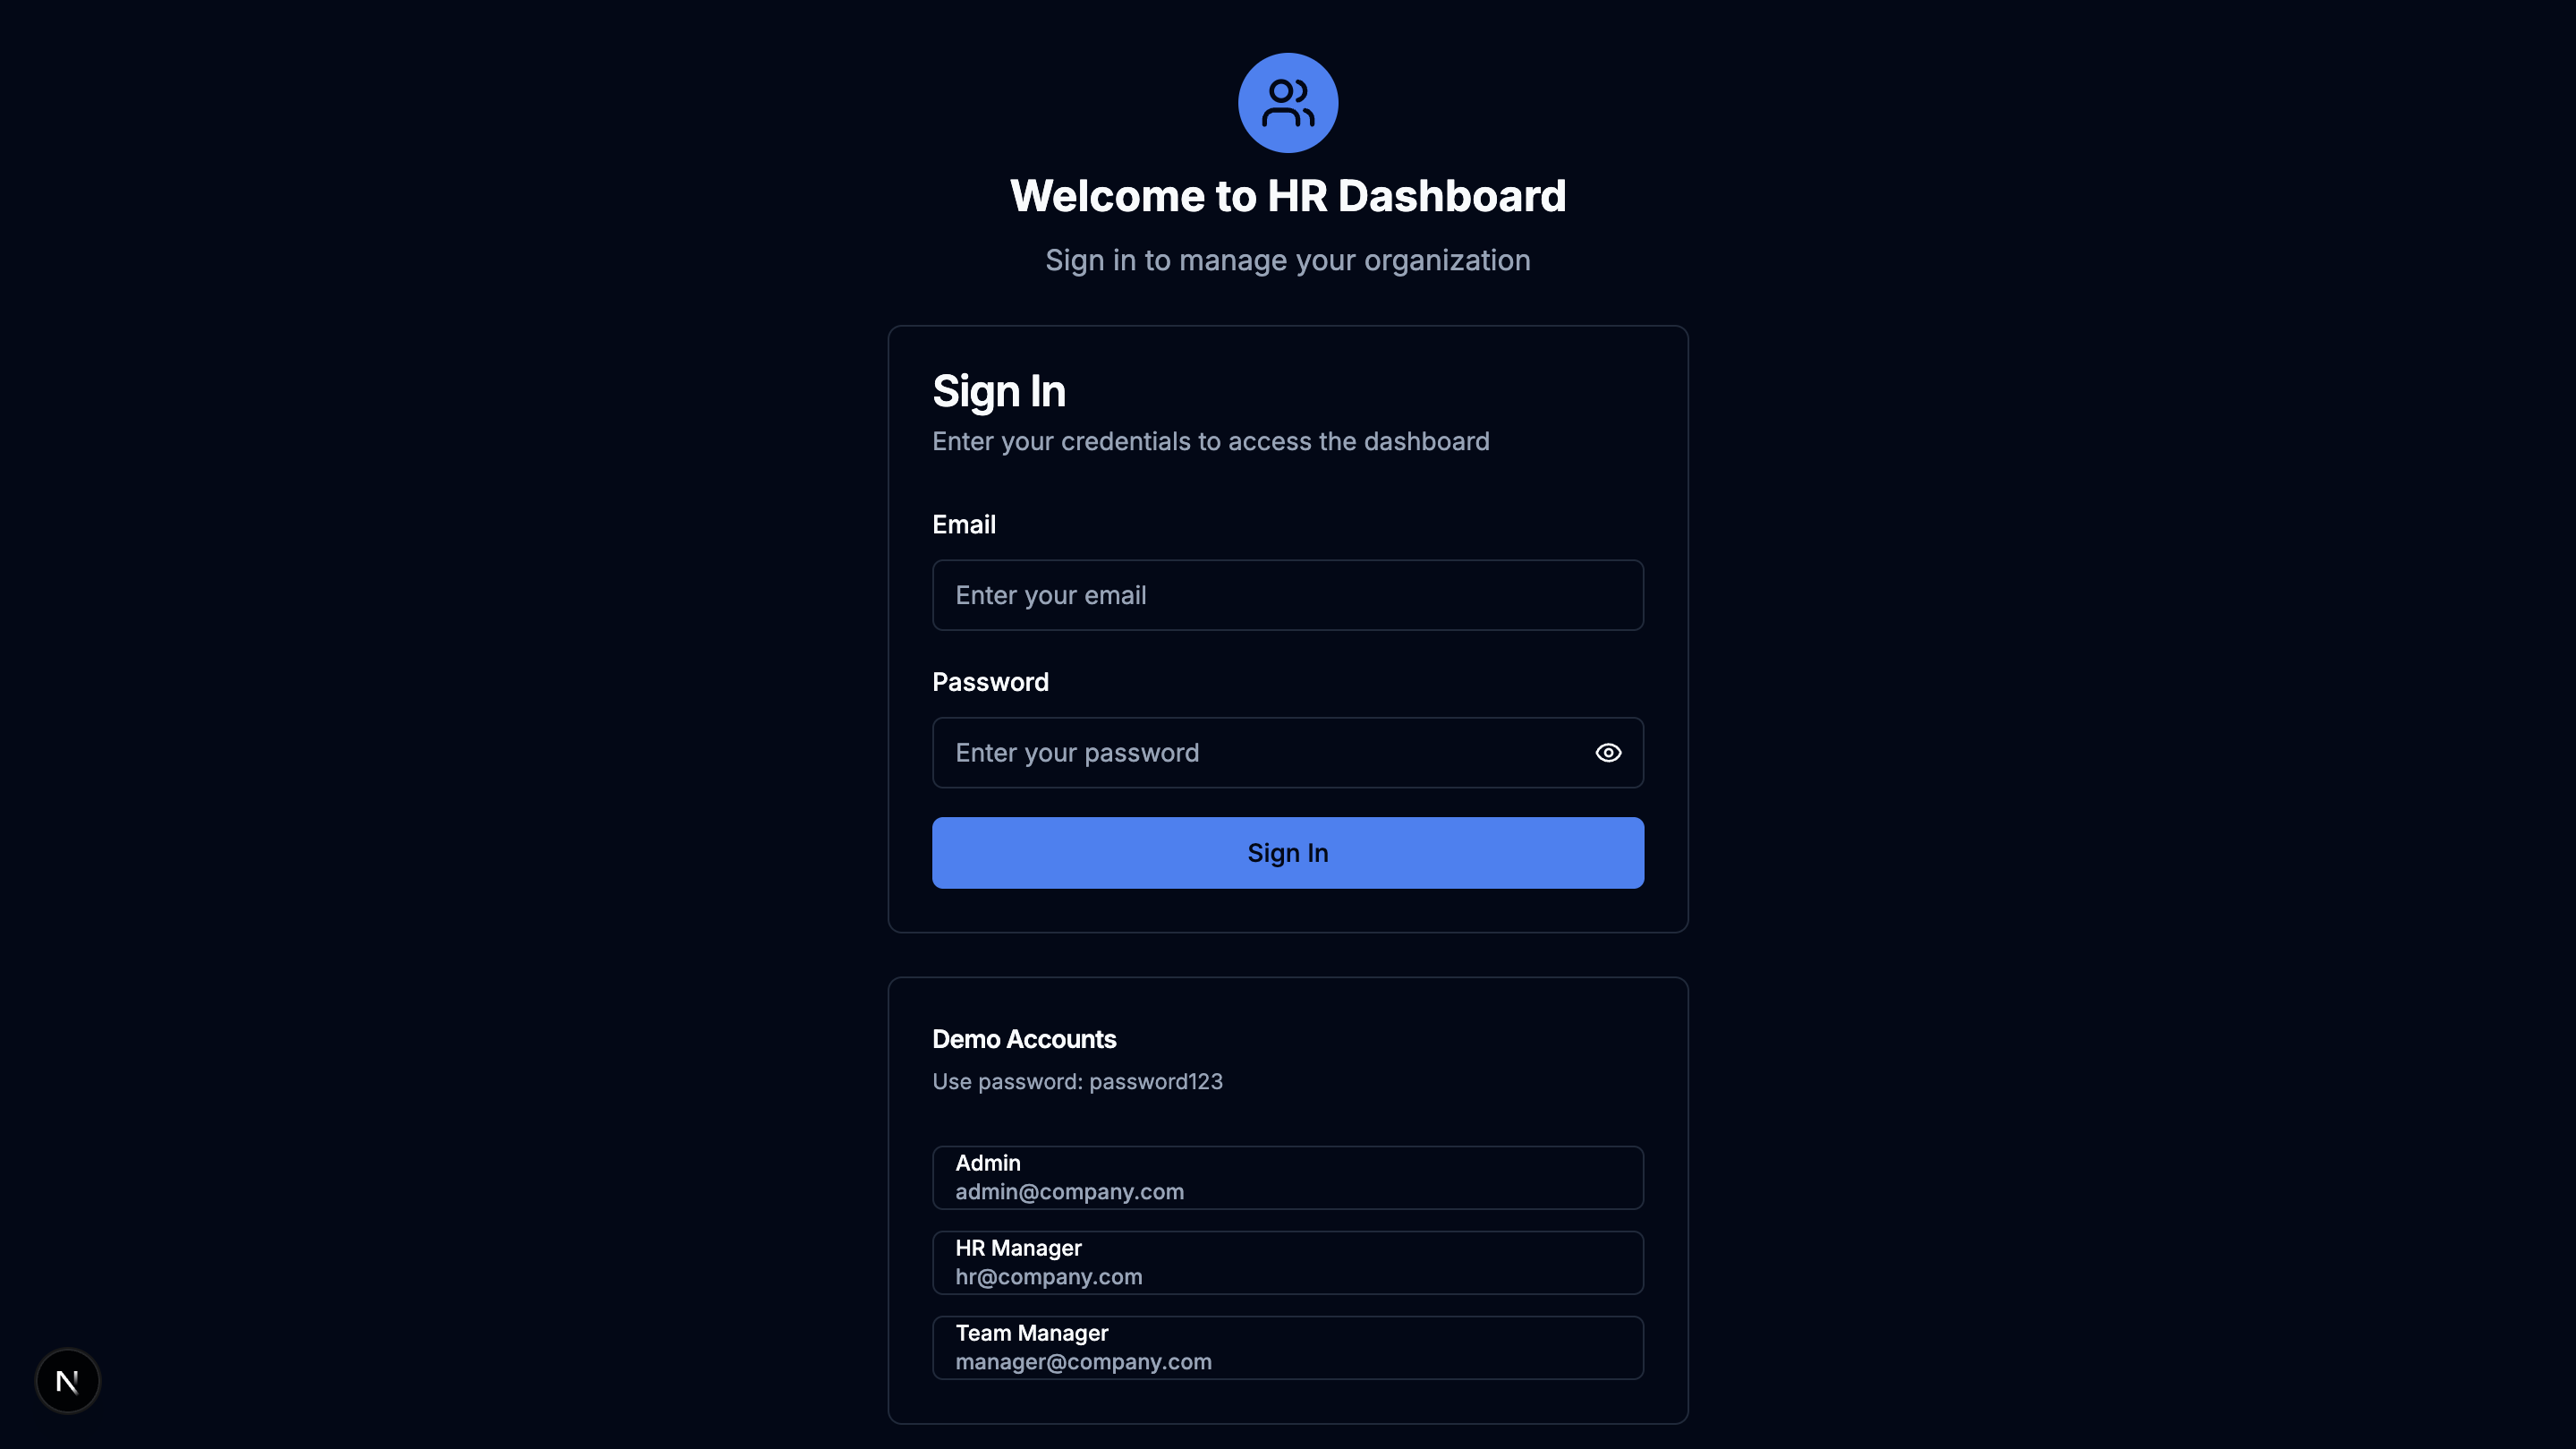 Welcome to HR Dashboard
Sign in to manage your organization
Sign In
Enter your credentials to access the dashboard
Email
Enter your email
Password
Enter your password
Sign In
Demo Accounts
Use password: password123
Admin
admin@company.com
HR Manager
hr@company.com
Team Manager
manager@company.com
N